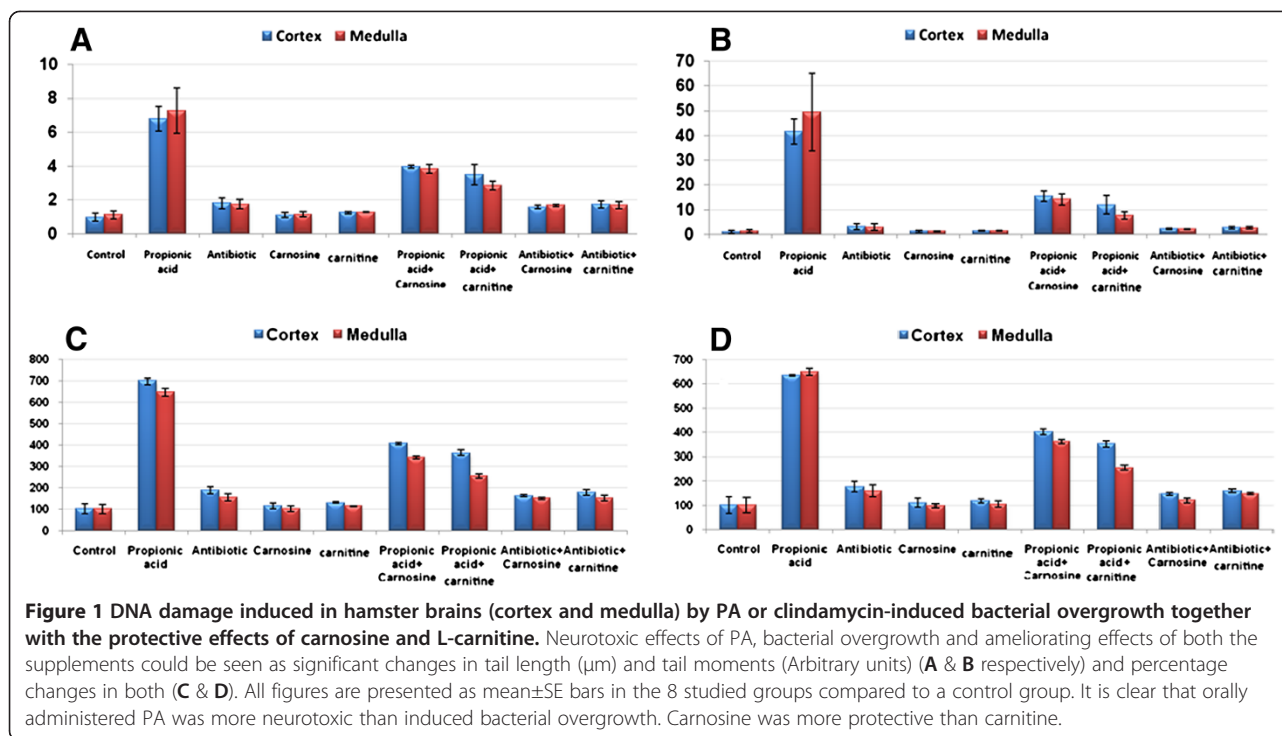 A
Cortex Medulla
10
8
6
4
2
0
Control Propionic acid Antibiotic Carnosine carnitine Propionic acid+ Carnosine Propionic acid+ carnitine Antibiotic+ Carnosine Antibiotic+ carnitine
B
Cortex Medulla
70
60
50
40
30
20
10
0
Control Propionic acid Antibiotic Carnosine carnitine Propionic acid+ Carnosine Propionic acid+ carnitine Antibiotic+ Carnosine Antibiotic+ carnitine
C
Cortex Medulla
800
700
600
500
400
300
200
100
0
Control Propionic acid Antibiotic Carnosine carnitine Propionic acid+ Carnosine Propionic acid+ carnitine Antibiotic+ Carnosine Antibiotic+ carnitine
D
Cortex Medulla
700
600
500
400
300
200
100
0
Control Propionic acid Antibiotic Carnosine carnitine Propionic acid+ Carnosine Propionic acid+ carnitine Antibiotic+ Carnosine Antibiotic+ carnitine
Figure 1 DNA damage induced in hamster brains (cortex and medulla) by PA or clindamycin-induced bacterial overgrowth together
with the protective effects of carnosine and L-carnitine. Neurotoxic effects of PA, bacterial overgrowth and ameliorating effects of both the
supplements could be seen as significant changes in tail length (μm) and tail moments (Arbitrary units) (A & B respectively) and percentage
changes in both (C & D). All figures are presented as mean±SE bars in the 8 studied groups compared to a control group. It is clear that orally
administered PA was more neurotoxic than induced bacterial overgrowth. Carnosine was more protective than carnitine.